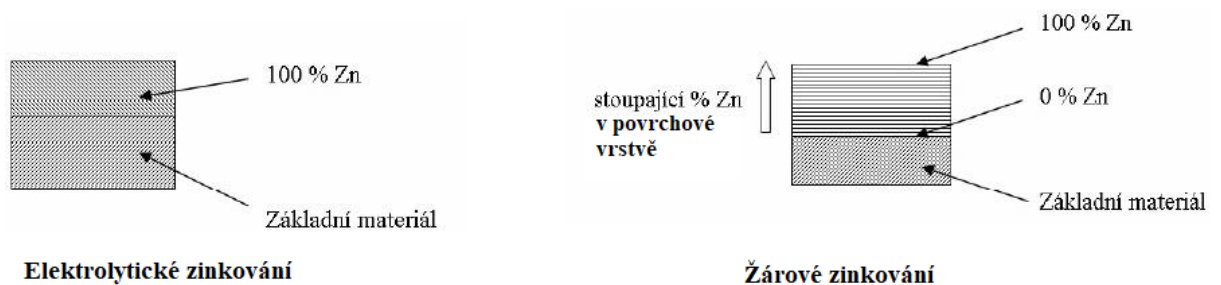 100 % Zn
Základní materiál
Elektrolytické zinkování
100 % Zn
stoupající % Zn
v povrchové
vrstvě
0 % Zn
Základní materiál
Žárové zinkování